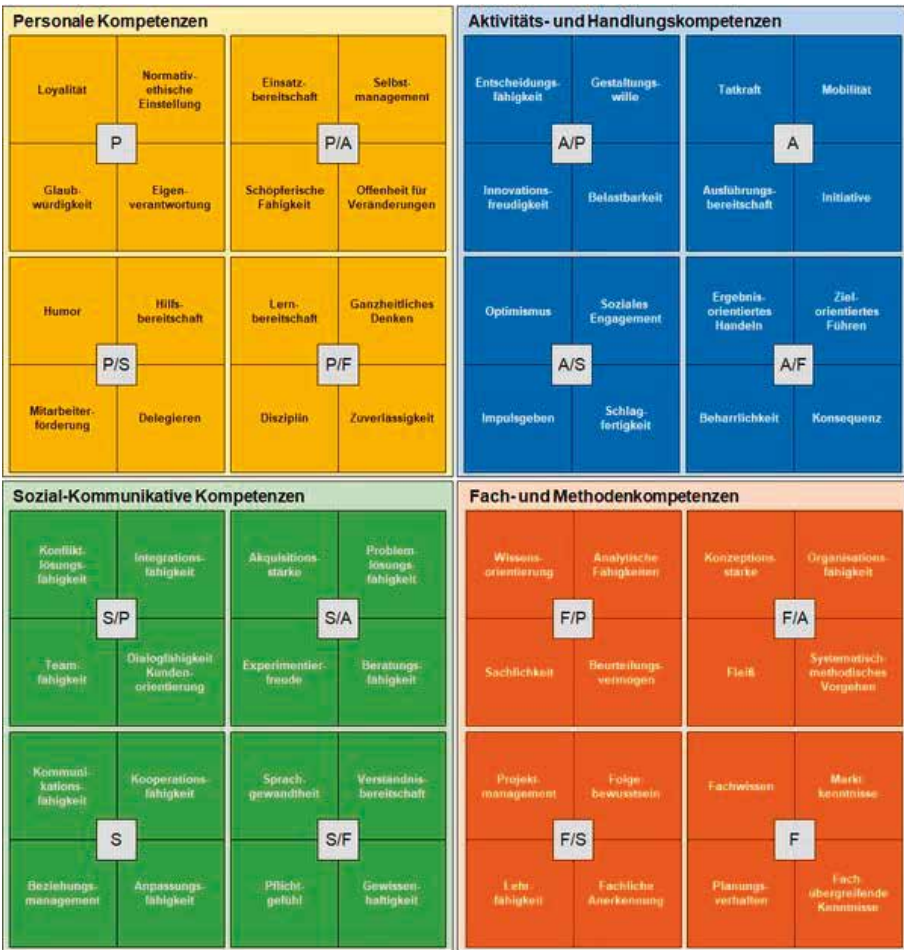 Personale Kompetenzen
Loyalität
Normativ-
ethische
Einstellung
P
Glaub-
würdigkeit
Eigen-
verantwortung
Einsatz-
bereitschaft
Selbst-
management
P/A
Schöpferische
Fähigkeit
Offenheit für
Veränderungen
Humor
Hilfs-
bereitschaft
P/S
Mitarbeiter-
förderung
Delegieren
Lern-
bereitschaft
Ganzheitliches
Denken
P/F
Disziplin
Zuverlässigkeit
Aktivitäts- und Handlungskompetenzen
Entscheidungs-
fähigkeit
Gestaltungs-
wille
A/P
Innovations-
freudigkeit
Belastbarkeit
Tatkraft
Mobilität
A
Ausführungs-
bereitschaft
Initiative
Optimismus
Soziales
Engagement
A/S
Impulsgeben
Schlag-
fertigkeit
Ergebnis-
orientiertes
Handeln
Ziel-
orientiertes
Führen
A/F
Beharrlichkeit
Konsequenz
Sozial-Kommunikative Kompetenzen
Konflikt-
lösungs-
fähigkeit
Integrations-
fähigkeit
S/P
Team-
fähigkeit
Dialogfähigkeit
Kunden-
orientierung
Akquisitions-
stärke
Problem-
lösungs-
fähigkeit
S/A
Experimentier-
freude
Beratungs-
fähigkeit
Kommuni-
kations-
fähigkeit
Kooperations-
fähigkeit
S
Beziehungs-
management
Anpassungs-
fähigkeit
Sprach-
gewandtheit
Verständnis-
bereitschaft
S/F
Pflicht-
gefühl
Gewissen-
haftigkeit
Fach- und Methodenkompetenzen
Wissens-
orientierung
Analytische
Fähigkeiten
F/P
Sachlichkeit
Beurteilungs-
vermögen
Konzeptions-
stärke
Organisations-
fähigkeit
F/A
Fleiß
Systematisch-
methodisches
Vorgehen
Projekt-
management
Folge-
bewusstsein
F/S
Lehr-
fähigkeit
Fachliche
Anerkennung
Fachwissen
Markt-
kenntnisse
F
Planungs-
verhalten
Fach-
übergreifende
Kenntnisse